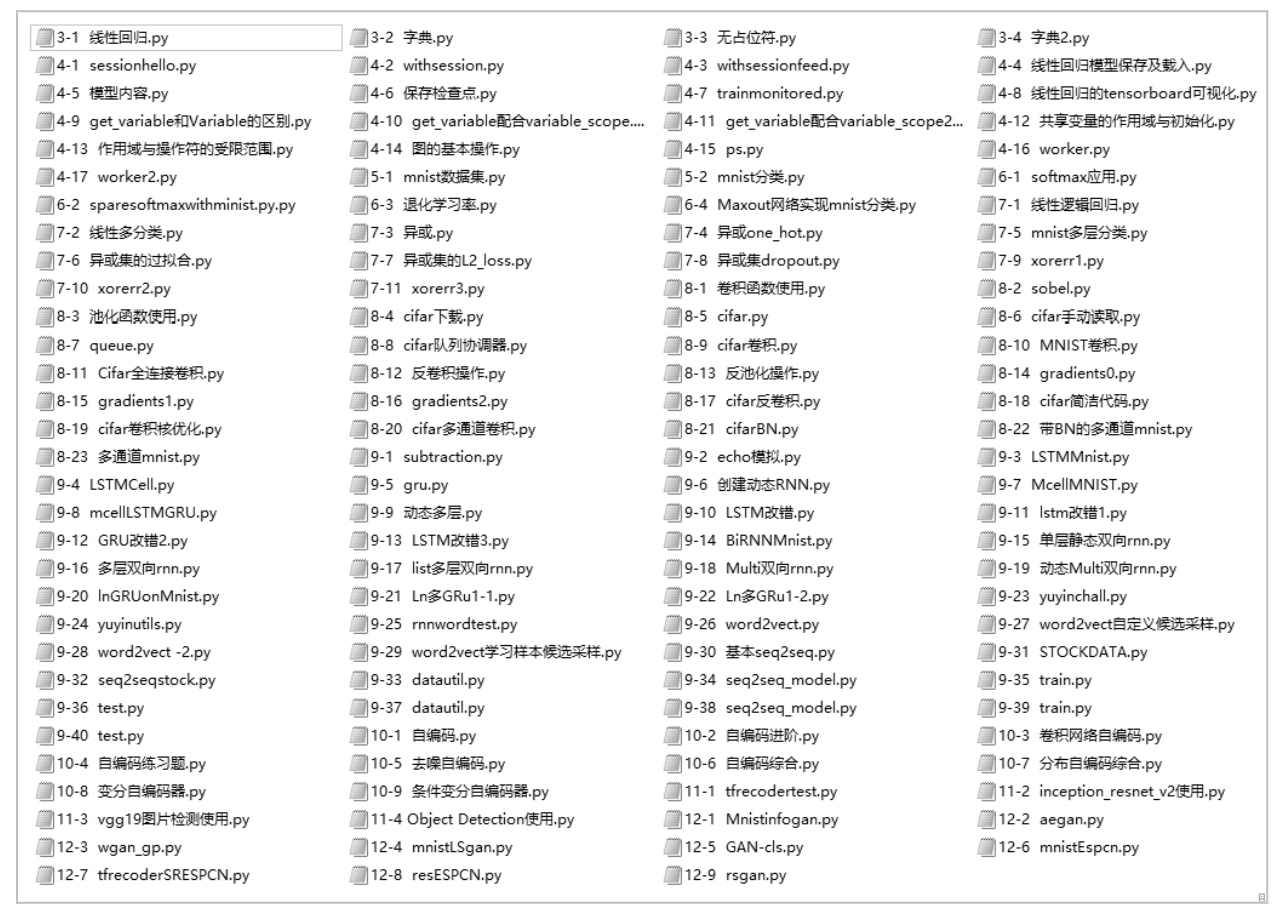 3-1 线性回归.py 3-2 字典.py 3-3 无占位符.py 3-4 字典2.py
4-1 sessionhello.py 4-2 withsession.py 4-3 withsessionfeed.py 4-4 线性回归模型保存及载入.py
4-5 模型内容.py 4-6 保存检查点.py 4-7 trainmonitored.py 4-8 线性回归的tensorboard可视化.py
4-9 get_variable和Variable的区别.py 4-10 get_variable配合variable_scope.... 4-11 get_variable配合variable_scope2... 4-12 共享变量的作用域与初始化.py
4-13 作用域与操作符的受限范围.py 4-14 图的基本操作.py 4-15 ps.py 4-16 worker.py
4-17 worker2.py 5-1 mnist数据集.py 5-2 mnist分类.py 6-1 softmax应用.py
6-2 sparesoftmaxwithminist.py.py 6-3 退化学习率.py 6-4 Maxout网络实现mnist分类.py 7-1 线性逻辑回归.py
7-2 线性多分类.py 7-3 异或.py 7-4 异或one_hot.py 7-5 mnist多层分类.py
7-6 异或集的过拟合.py 7-7 异或集的L2_loss.py 7-8 异或集dropout.py 7-9 xorerr1.py
7-10 xorerr2.py 7-11 xorerr3.py 8-1 卷积函数使用.py 8-2 sobel.py
8-3 池化函数使用.py 8-4 cifar下载.py 8-5 cifar.py 8-6 cifar手动读取.py
8-7 queue.py 8-8 cifar队列协调器.py 8-9 cifar卷积.py 8-10 MNIST卷积.py
8-11 Cifar全连接卷积.py 8-12 反卷积操作.py 8-13 反池化操作.py 8-14 gradients0.py
8-15 gradients1.py 8-16 gradients2.py 8-17 cifar反卷积.py 8-18 cifar简洁代码.py
8-19 cifar卷积核优化.py 8-20 cifar多通道卷积.py 8-21 cifarBN.py 8-22 带BN的多通道mnist.py
8-23 多通道mnist.py 9-1 subtraction.py 9-2 echo模拟.py 9-3 LSTMMnist.py
9-4 LSTMCell.py 9-5 gru.py 9-6 创建动态RNN.py 9-7 McellMNIST.py
9-8 mcellLSTMGRU.py 9-9 动态多层.py 9-10 LSTM改错.py 9-11 lstm改错1.py
9-12 GRU改错2.py 9-13 LSTM改错3.py 9-14 BiRNNMnist.py 9-15 单层静态双向rnn.py
9-16 多层双向rnn.py 9-17 list多层双向rnn.py 9-18 Multi双向rnn.py 9-19 动态Multi双向rnn.py
9-20 lnGRUonMnist.py 9-21 Ln多GRu1-1.py 9-22 Ln多GRu1-2.py 9-23 yuyinchall.py
9-24 yuyinutils.py 9-25 rnnwordtest.py 9-26 word2vect.py 9-27 word2vect自定义候选采样.py
9-28 word2vect -2.py 9-29 word2vect学习样本候选采样.py 9-30 基本seq2seq.py 9-31 STOCKDATA.py
9-32 seq2seqstock.py 9-33 datautil.py 9-34 seq2seq_model.py 9-35 train.py
9-36 test.py 9-37 datautil.py 9-38 seq2seq_model.py 9-39 train.py
9-40 test.py 10-1 自编码.py 10-2 自编码进阶.py 10-3 卷积网络自编码.py
10-4 自编码练习题.py 10-5 去噪自编码.py 10-6 自编码综合.py 10-7 分布自编码综合.py
10-8 变分自编码器.py 10-9 条件变分自编码器.py 11-1 tfrecodertest.py 11-2 inception_resnet_v2使用.py
11-3 vgg19图片检测使用.py 11-4 Object Detection使用.py 12-1 Mnistinfogan.py 12-2 aegan.py
12-3 wgan_gp.py 12-4 mnistLSgan.py 12-5 GAN-cls.py 12-6 mnistEspcn.py
12-7 tfrecoderSRESPCN.py 12-8 resESPCN.py 12-9 rsgan.py